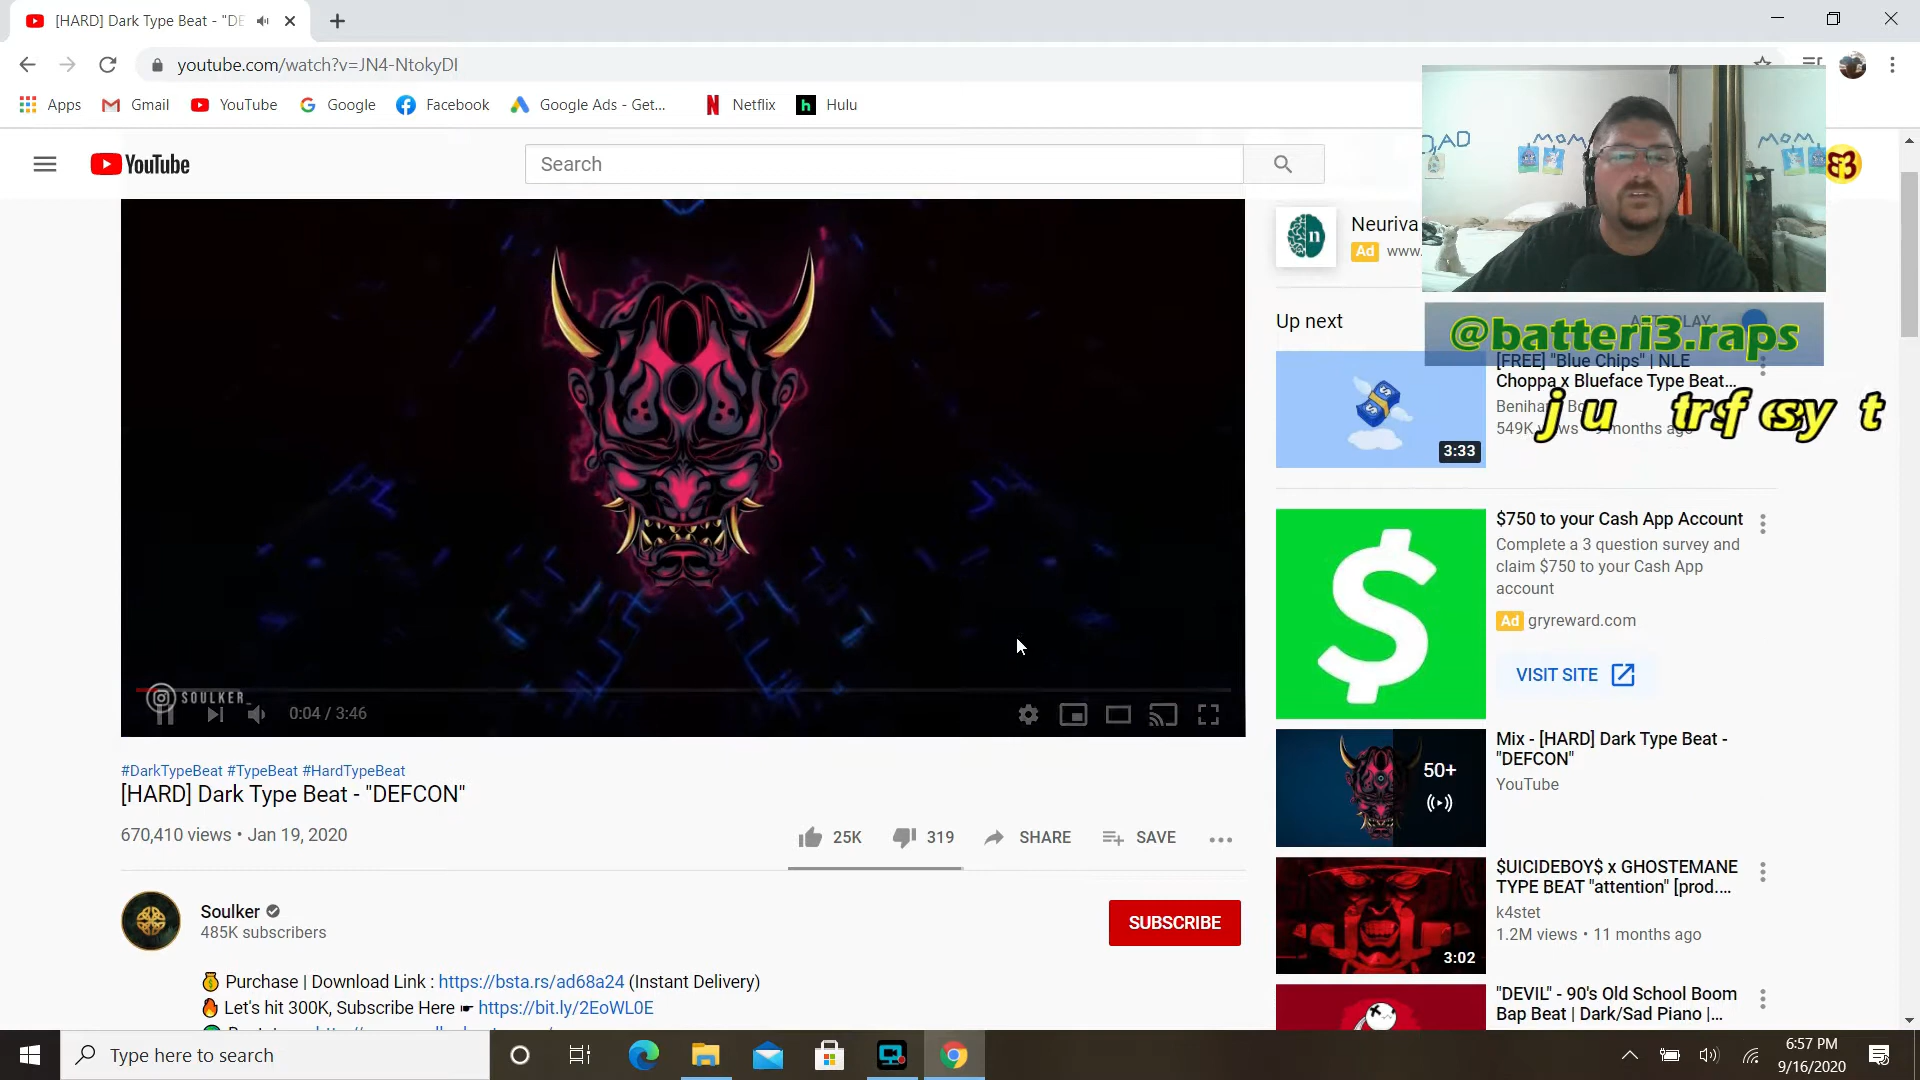 [HARD] Dark Type Beat - "DE
youtube.com/watch?v=JN4-NtokyDI
Apps
Gmail
YouTube
Google
Facebook
Google Ads - Get...
Netflix
Hulu
YouTube
Search
DAD
MOM
MOM
Neuriva
Ad www.
Up next
@batteri3.raps
[FREE] "Blue Chips" | NLE
Choppa x Blueface Type Beat...
549K views
months ago
3:33
$750 to your Cash App Account
Complete a 3 question survey and
claim $750 to your Cash App
account
Ad gryreward.com
VISIT SITE
SOULKER_
0:04 / 3:46
#DarkTypeBeat #TypeBeat #HardTypeBeat
[HARD] Dark Type Beat - "DEFCON"
670,410 views • Jan 19, 2020
25K
319
SHARE
SAVE
Mix - [HARD] Dark Type Beat -
"DEFCON"
YouTube
50+
Soulker
485K subscribers
SUBSCRIBE
$UICIDEBOY$ x GHOSTEMANE
TYPE BEAT "attention" [prod....
k4stet
1.2M views • 11 months ago
3:02
💰 Purchase | Download Link : https://bsta.rs/ad68a24 (Instant Delivery)
🔥 Let's hit 300K, Subscribe Here ☛ https://bit.ly/2EoWL0E
"DEVIL" - 90's Old School Boom
Bap Beat | Dark/Sad Piano |...
Type here to search
6:57 PM
9/16/2020